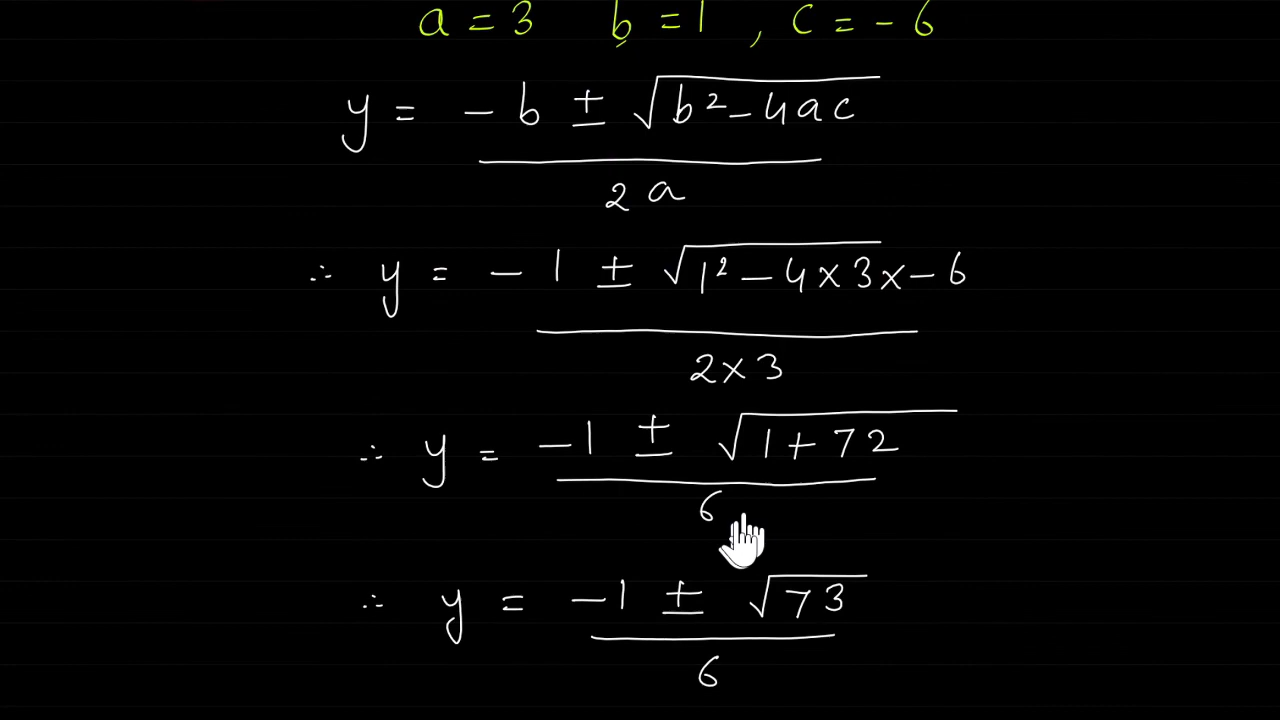 a = 3 b = 1 , c = - 6
y = - b ± √b² - 4ac
2a
∴ y = - 1 ± √1² - 4 × 3 × - 6
2 × 3
∴ y = -1 ± √1 + 72
6
∴ y = -1 ± √73
6